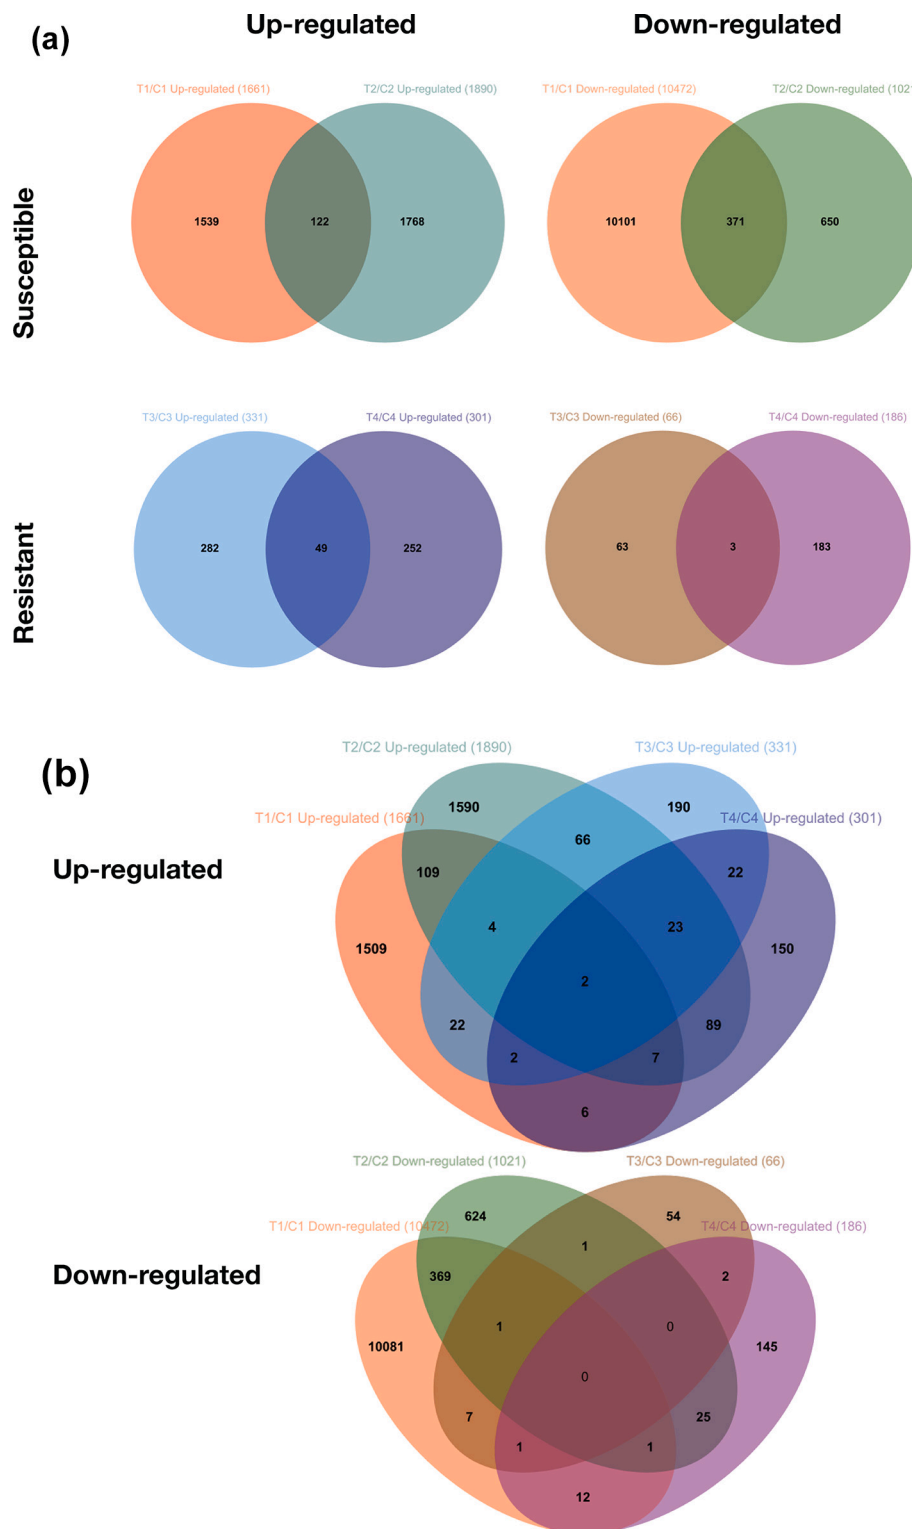 (a)
Up-regulated
Down-regulated
Susceptible
T1/C1 Up-regulated (1661)
T2/C2 Up-regulated (1890)
1539
122
1768
T1/C1 Down-regulated (10472)
T2/C2 Down-regulated (1021
10101
371
650
Resistant
T3/C3 Up-regulated (331)
T4/C4 Up-regulated (301)
282
49
252
T3/C3 Down-regulated (66)
T4/C4 Down-regulated (186)
63
3
183
(b)
Up-regulated
T2/C2 Up-regulated (1890)
T3/C3 Up-regulated (331)
T1/C1 Up-regulated (1661)
T4/C4 Up-regulated (301)
1590
190
66
109
22
4
23
1509
150
2
22
89
2
7
6
Down-regulated
T2/C2 Down-regulated (1021)
T3/C3 Down-regulated (66)
T1/C1 Down-regulated (10472)
T4/C4 Down-regulated (186)
624
54
1
369
2
1
0
10081
145
0
7
25
1
1
12